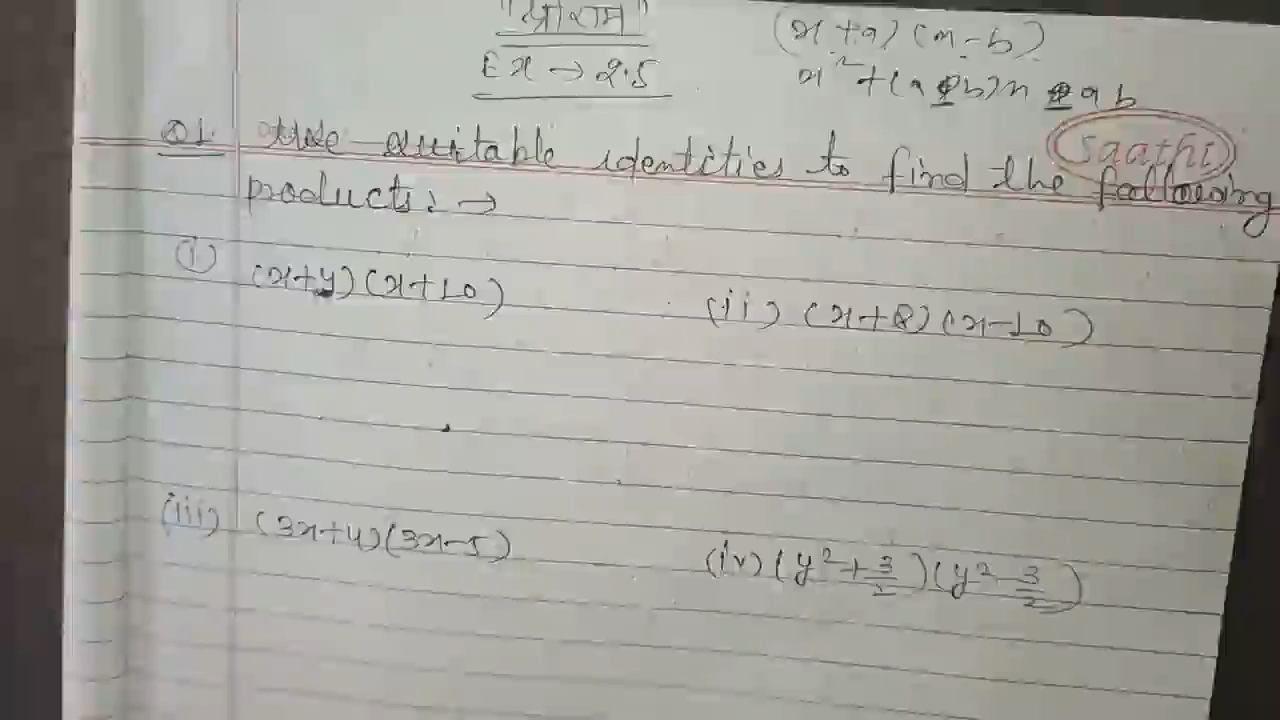 "श्री राम"
Ex → 2.5
(x+a) (x-b)
x²+(a-b)x-ab
Saathi
Q1. Use suitable identities to find the following
products: →
(i) (x+4)(x+10)
(ii) (x+8)(x-10)
(iii) (3x+4)(3x-5)
(iv) (y²+3/2)(y²-3/2)